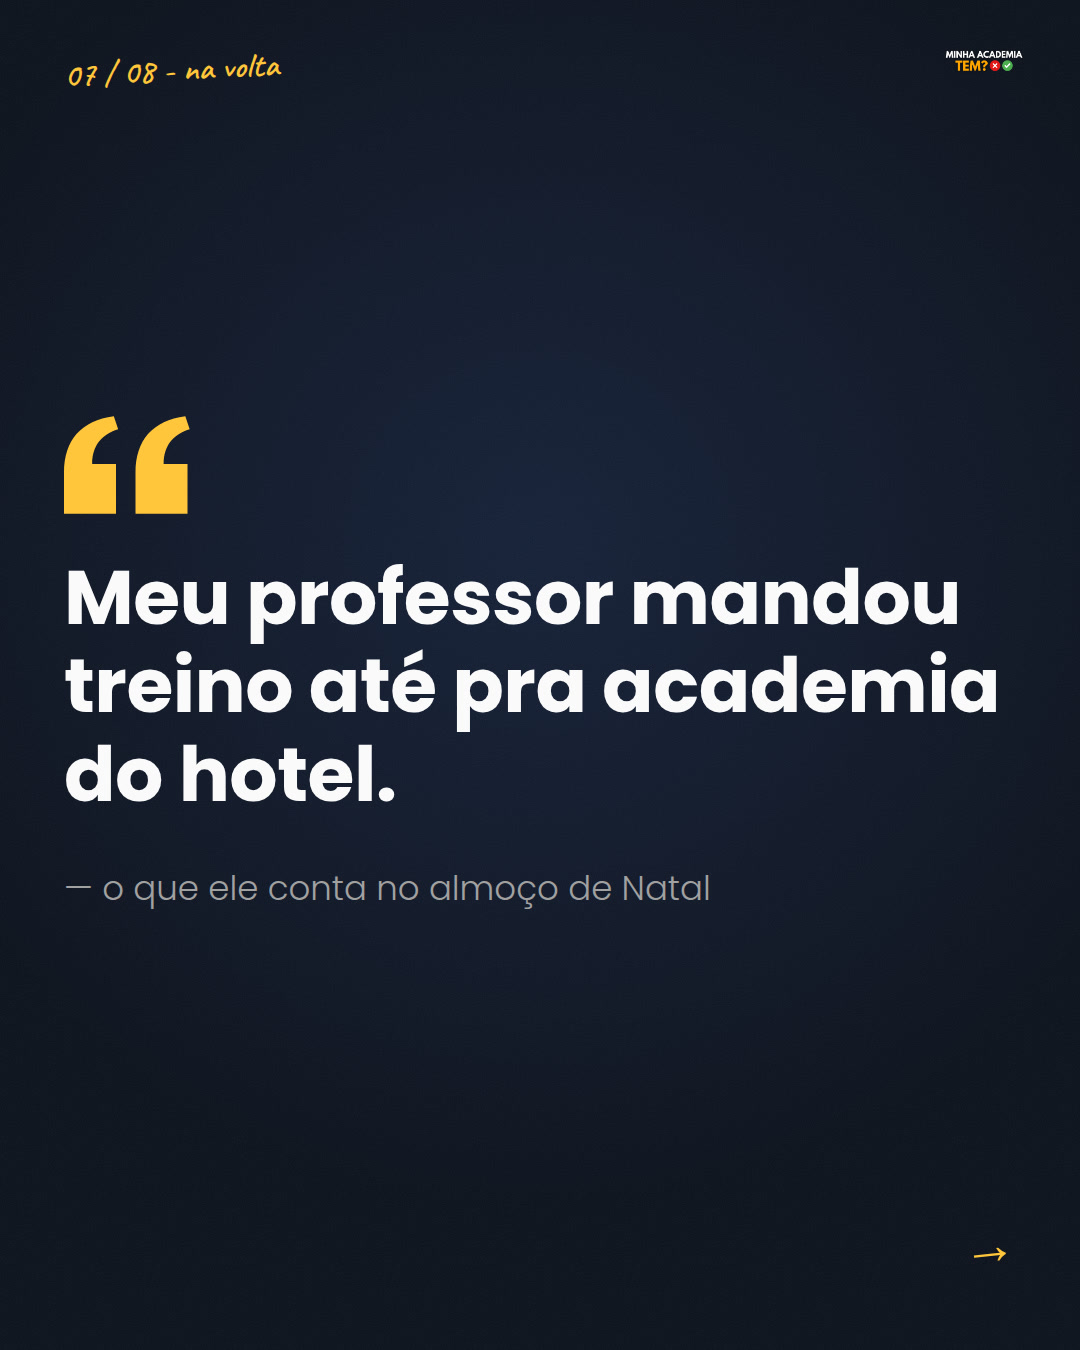 07 / 08 - na volta
MINHA ACADEMIA
TEM?
“
Meu professor mandou
treino até pra academia
do hotel.
— o que ele conta no almoço de Natal
→